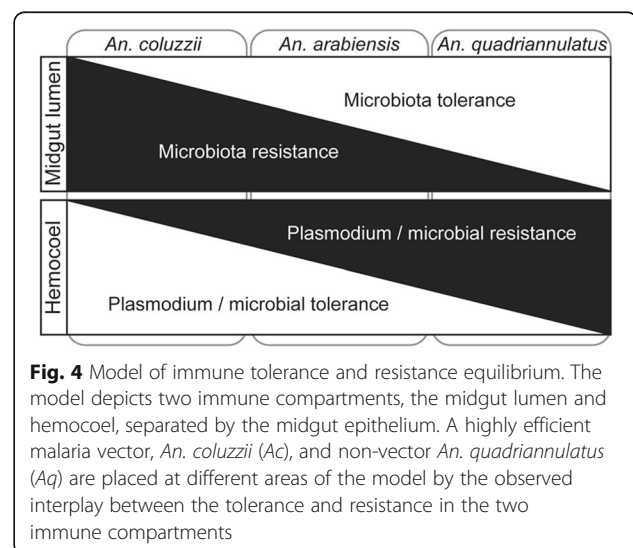 An. coluzzii An. arabiensis An. quadriannulatus
Midgut lumen
Microbiota tolerance
Microbiota resistance
Hemocoel
Plasmodium / microbial resistance
Plasmodium / microbial tolerance
Fig. 4 Model of immune tolerance and resistance equilibrium. The
model depicts two immune compartments, the midgut lumen and
hemocoel, separated by the midgut epithelium. A highly efficient
malaria vector, An. coluzzii (Ac), and non-vector An. quadriannulatus
(Aq) are placed at different areas of the model by the observed
interplay between the tolerance and resistance in the two
immune compartments